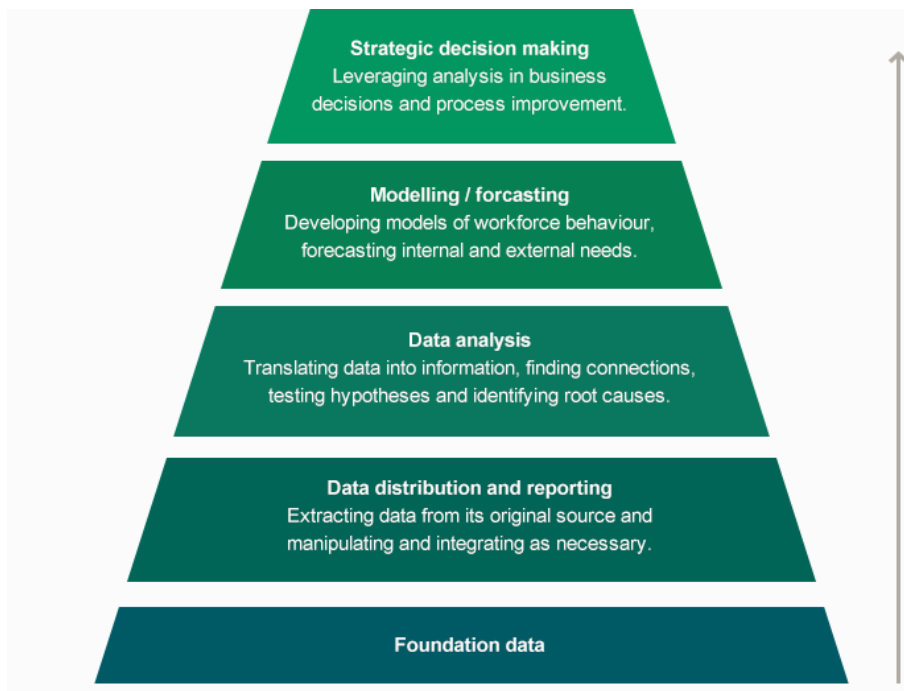 Strategic decision making
Leveraging analysis in business
decisions and process improvement.
Modelling / forcasting
Developing models of workforce behaviour,
forecasting internal and external needs.
Data analysis
Translating data into information, finding connections,
testing hypotheses and identifying root causes.
Data distribution and reporting
Extracting data from its original source and
manipulating and integrating as necessary.
Foundation data